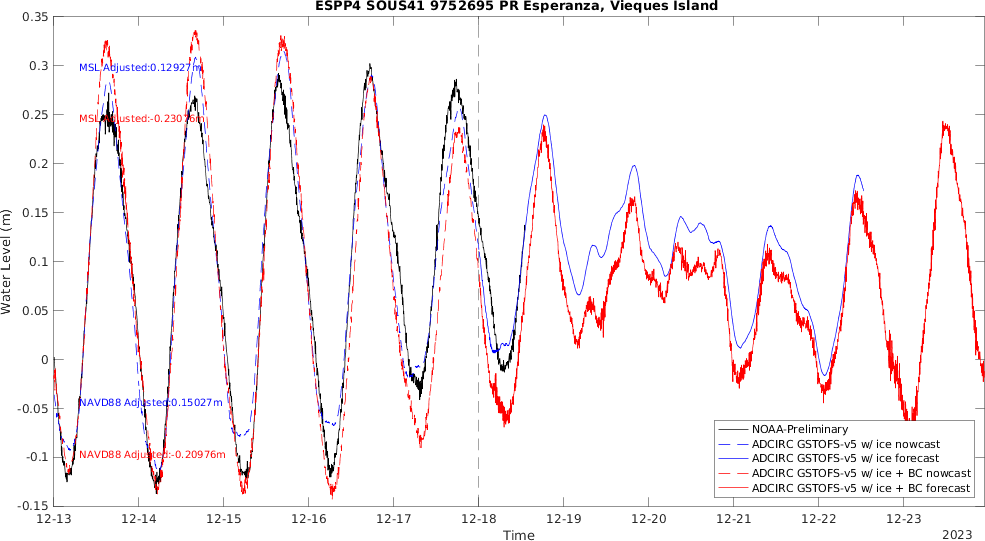 ESPP4 SOUS41 9752695 PR Esperanza, Vieques Island
0.35
0.3
0.25
0.2
0.15
0.1
0.05
0
-0.05
-0.1
-0.15
Water Level (m)
MSL Adjusted:0.12927m
MSL Adjusted:-0.23076m
NAVD88 Adjusted:0.15027m
NAVD88 Adjusted:-0.20976m
NOAA-Preliminary
ADCIRC GSTOFS-v5 w/ ice nowcast
ADCIRC GSTOFS-v5 w/ ice forecast
ADCIRC GSTOFS-v5 w/ ice + BC nowcast
ADCIRC GSTOFS-v5 w/ ice + BC forecast
12-13 12-14 12-15 12-16 12-17 12-18 12-19 12-20 12-21 12-22 12-23
Time
2023